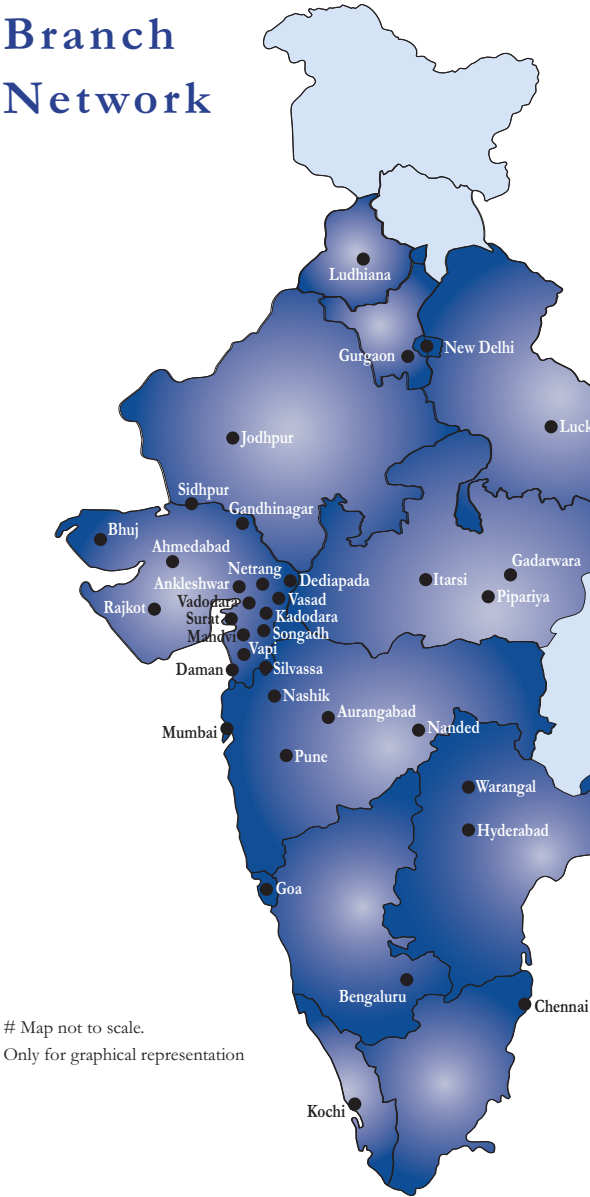 Branch
Network
Ludhiana
New Delhi
Gurgaon
Luck
Jodhpur
Sidhpur
Gandhinagar
Bhuj
Ahmedabad
Gadarwara
Netrang
Dediapada
Itarsi
Ankleshwar
Pipariya
Vadodara
Vasad
Rajkot
Kadodara
Surat
Mandvi
Songadh
Vapi
Daman
Silvassa
Nashik
Aurangabad
Nanded
Mumbai
Pune
Warangal
Hyderabad
Goa
Bengaluru
Chennai
# Map not to scale.
Only for graphical representation
Kochi